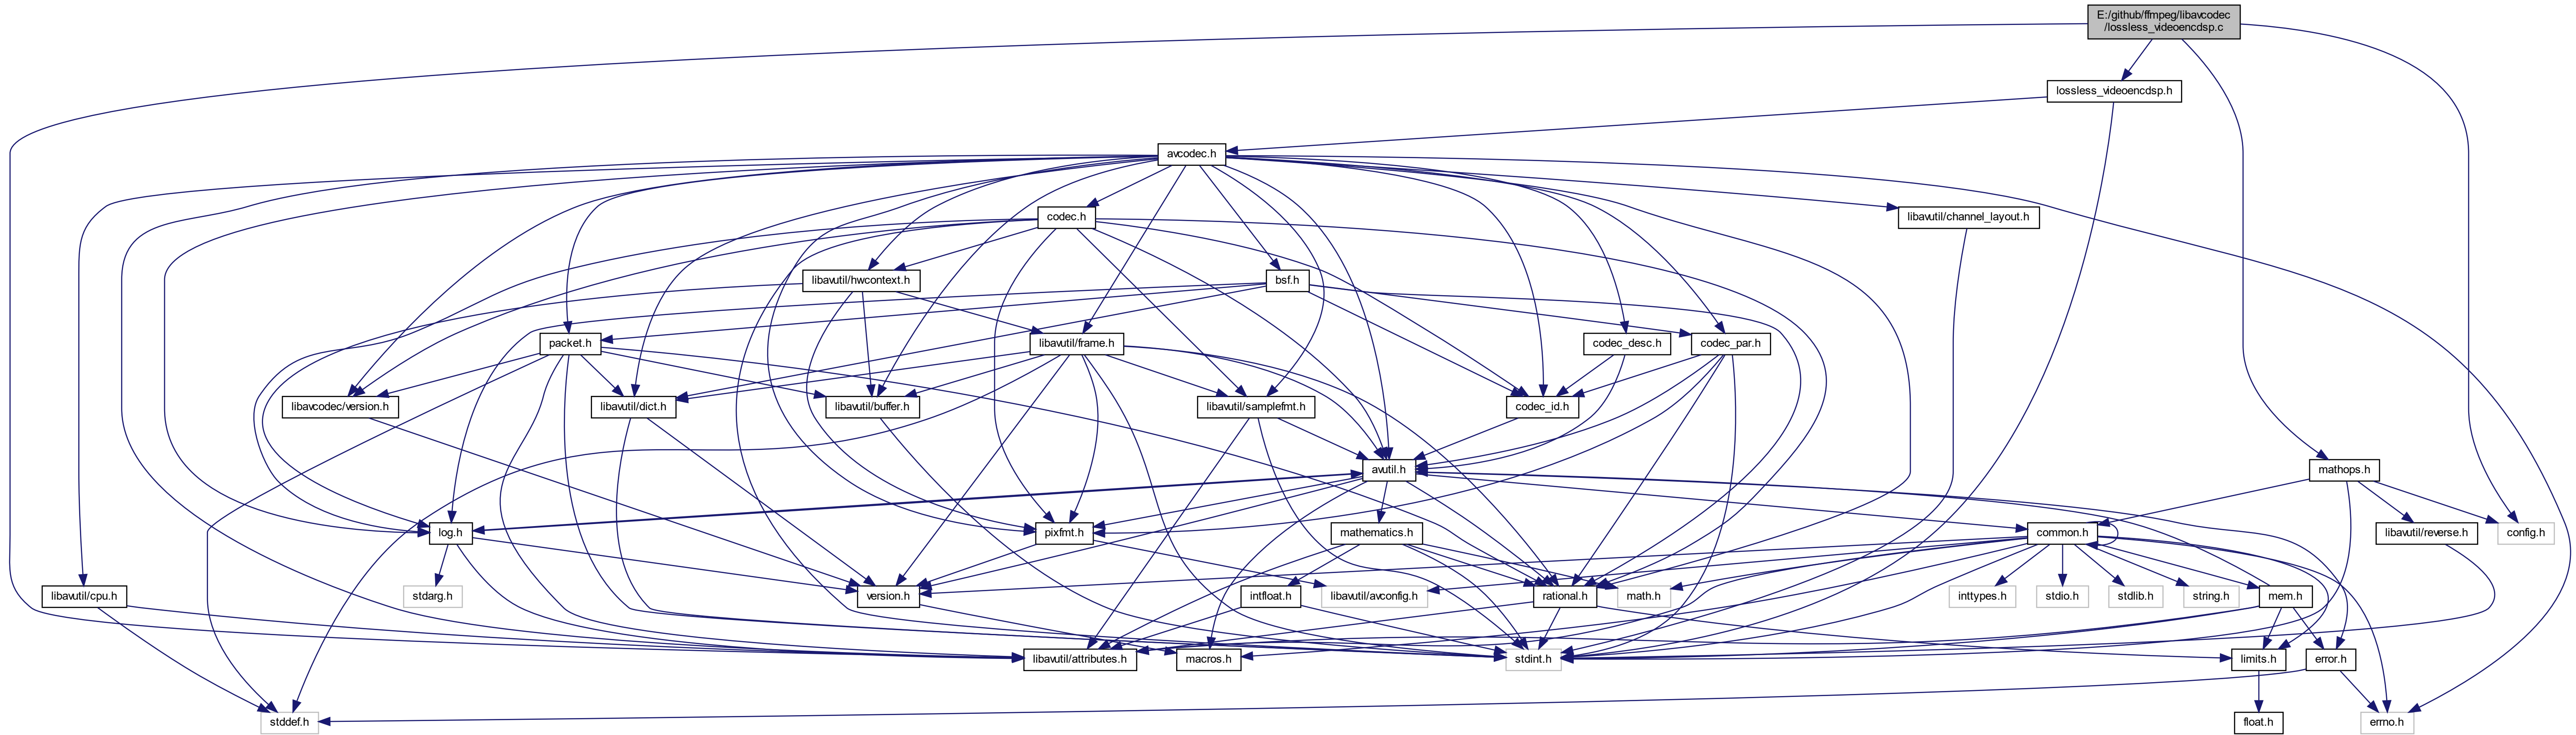 E:/github/ffmpeg/libavcodec
/lossless_videoencdsp.c
lossless_videoencdsp.h
avcodec.h
codec.h
libavutil/channel_layout.h
libavutil/hwcontext.h
bsf.h
packet.h
libavutil/frame.h
codec_desc.h
codec_par.h
libavcodec/version.h
libavutil/dict.h
libavutil/buffer.h
libavutil/samplefmt.h
codec_id.h
avutil.h
mathops.h
log.h
pixfmt.h
mathematics.h
common.h
libavutil/reverse.h
config.h
libavutil/cpu.h
stdarg.h
version.h
intfloat.h
libavutil/avconfig.h
rational.h
math.h
inttypes.h
stdio.h
stdlib.h
string.h
mem.h
libavutil/attributes.h
macros.h
stdint.h
limits.h
error.h
stddef.h
float.h
errno.h